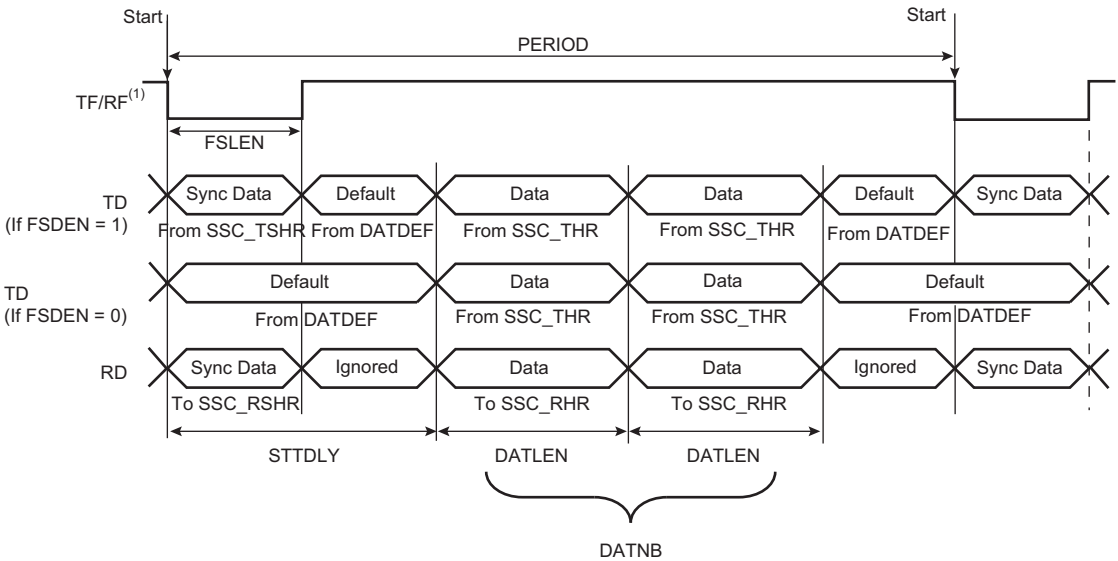 Start Start
PERIOD
TF/RF(1)
FSLEN
TD
(If FSDEN = 1)
Sync Data Default Data Data Default Sync Data
From SSC_TSHR From DATDEF From SSC_THR From SSC_THR From DATDEF
TD
(If FSDEN = 0)
Default Data Data Default
From DATDEF From SSC_THR From SSC_THR From DATDEF
RD
Sync Data Ignored Data Data Ignored Sync Data
To SSC_RSHR To SSC_RHR To SSC_RHR
STTDLY DATLEN DATLEN
DATNB